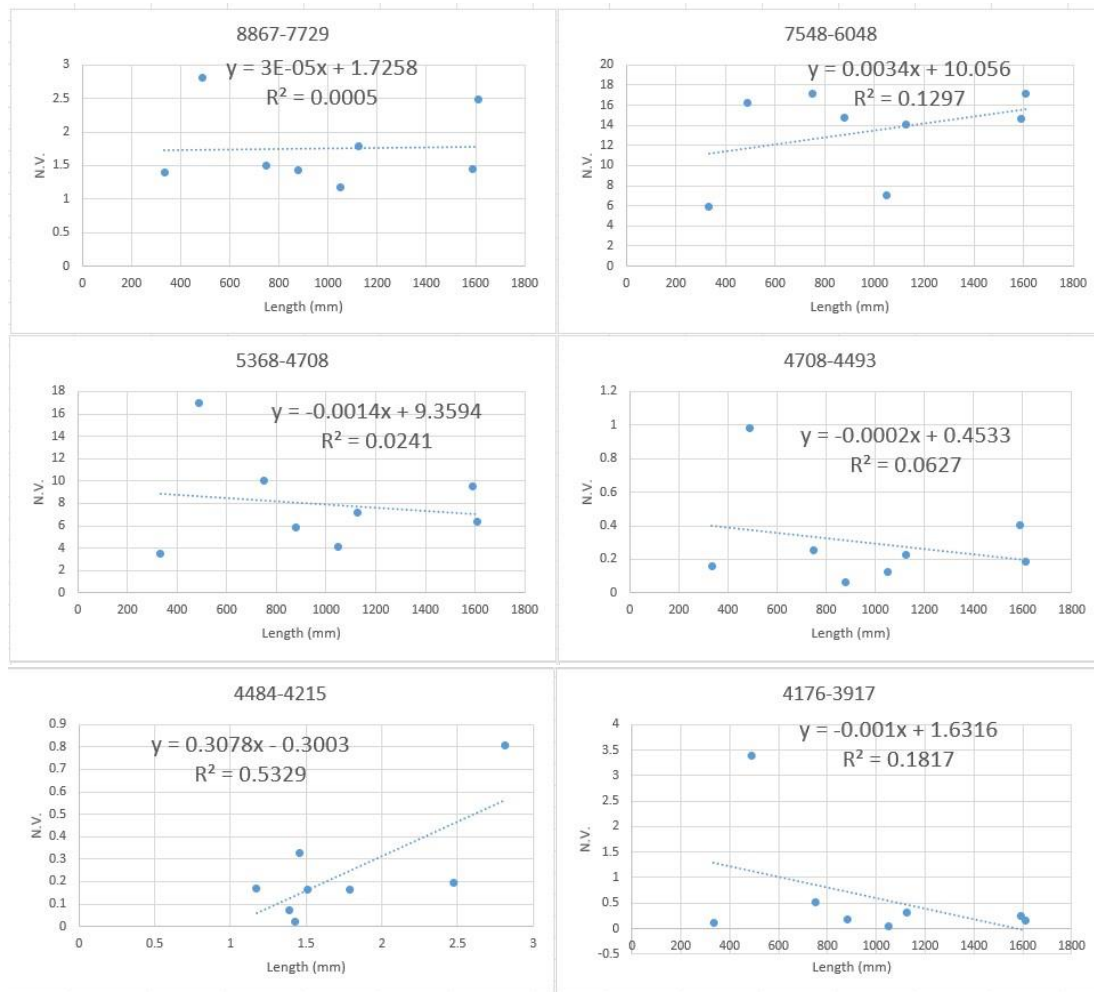 8867-7729
y = 3E-05x + 1.7258
R² = 0.0005
N.V.
3
2.5
2
1.5
1
0.5
0
0 200 400 600 800 1000 1200 1400 1600 1800
Length (mm)
7548-6048
y = 0.0034x + 10.056
R² = 0.1297
N.V.
20
18
16
14
12
10
8
6
4
2
0
0 200 400 600 800 1000 1200 1400 1600 1800
Length (mm)
5368-4708
y = -0.0014x + 9.3594
R² = 0.0241
N.V.
18
16
14
12
10
8
6
4
2
0
0 200 400 600 800 1000 1200 1400 1600 1800
Length (mm)
4708-4493
y = -0.0002x + 0.4533
R² = 0.0627
N.V.
1.2
1
0.8
0.6
0.4
0.2
0
0 200 400 600 800 1000 1200 1400 1600 1800
Length (mm)
4484-4215
y = 0.3078x - 0.3003
R² = 0.5329
N.V.
0.9
0.8
0.7
0.6
0.5
0.4
0.3
0.2
0.1
0
0 0.5 1 1.5 2 2.5 3
Length (mm)
4176-3917
y = -0.001x + 1.6316
R² = 0.1817
N.V.
4
3.5
3
2.5
2
1.5
1
0.5
0
-0.5
0 200 400 600 800 1000 1200 1400 1600 1800
Length (mm)